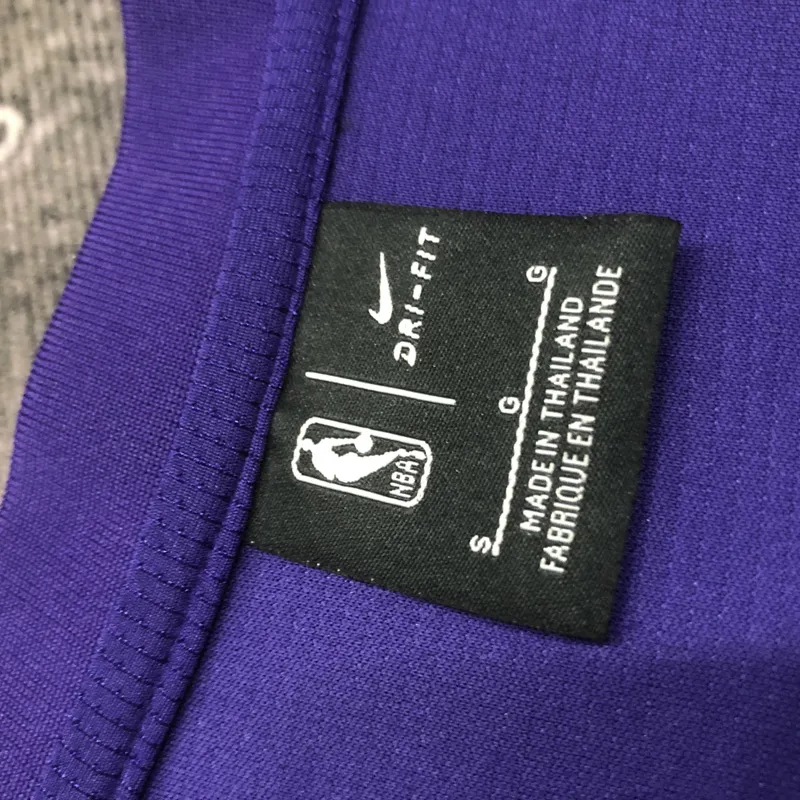 DRI-FIT
NBA
S G G
MADE IN THAILAND
FABRIQUE EN THAILANDE